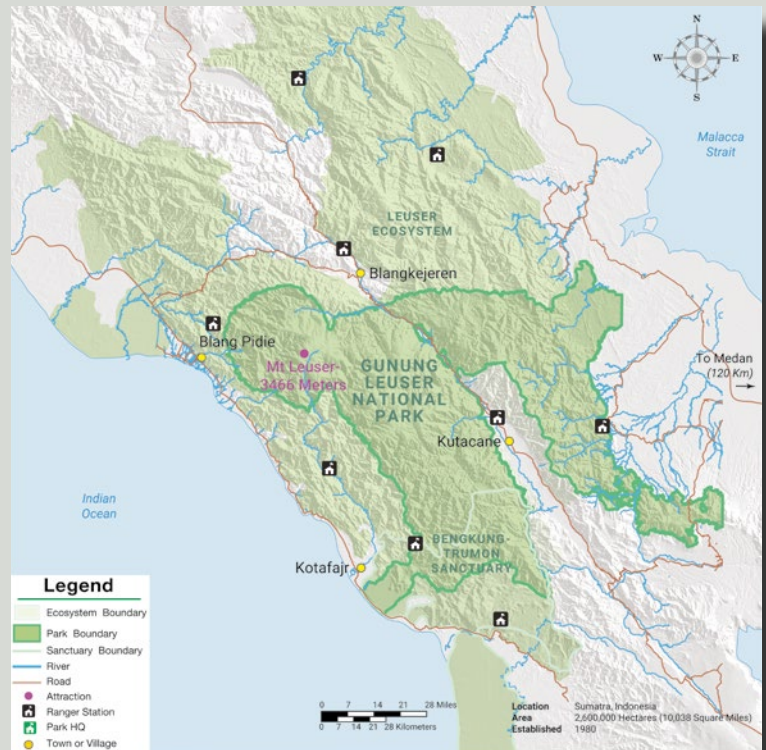 N
W
E
S
Malacca
Strait
LEUSER
ECOSYSTEM
Blangkejeren
Blang Pidie
Mt Leuser-
3466 Meters
GUNUNG
LEUSER
NATIONAL
PARK
To Medan
(120 Km)
Kutacane
Indian
Ocean
BENGKUNG-
TRUMON
SANCTUARY
Kotafajr
Legend
Ecosystem Boundary
Park Boundary
Sanctuary Boundary
River
Road
Attraction
Ranger Station
Park HQ
Town or Village
0 7 14 21 28 Miles
0 7 14 21 28 Kilometers
Location Sumatra, Indonesia
Area 2,600,000 Hectares (10,038 Square Miles)
Established 1980